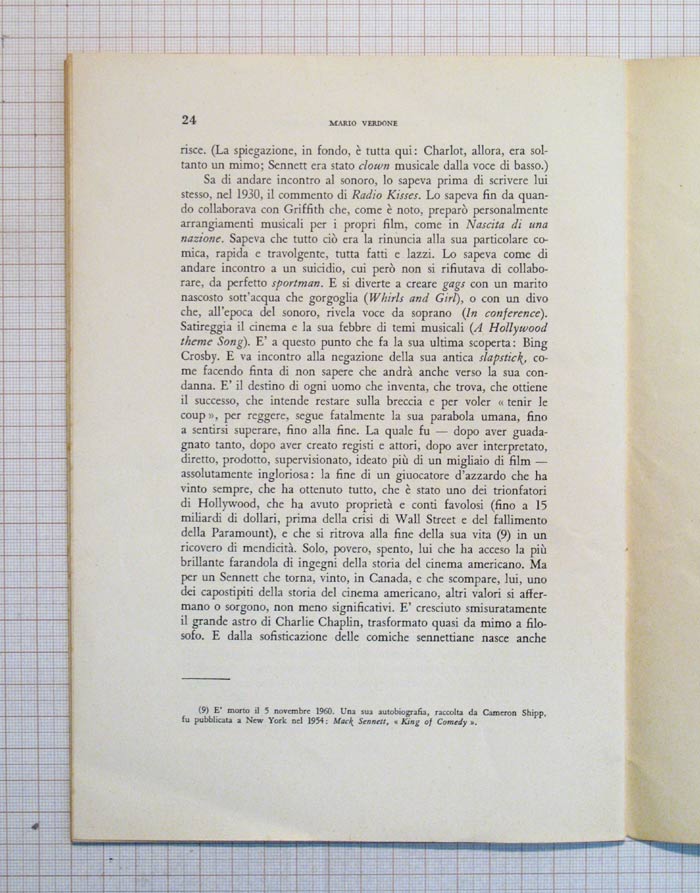 24
MARIO VERDONE
risce. (La spiegazione, in fondo, è tutta qui: Charlot, allora, era sol-
tanto un mimo; Sennett era stato clown musicale dalla voce di basso.)
Sa di andare incontro al sonoro, lo sapeva prima di scrivere lui
stesso, nel 1930, il commento di Radio Kisses. Lo sapeva fin da quan-
do collaborava con Griffith che, come è noto, preparò personalmente
arrangiamenti musicali per i propri film, come in Nascita di una
nazione. Sapeva che tutto ciò era la rinuncia alla sua particolare co-
mica, rapida e travolgente, tutta fatti e lazzi. Lo sapeva come di
andare incontro a un suicidio, cui però non si rifiutava di collabo-
rare, da perfetto sportman. E si diverte a creare gags con un marito
nascosto sott'acqua che gorgoglia (Whirls and Girl), o con un divo
che, all'epoca del sonoro, rivela voce da soprano (In conference).
Satireggia il cinema e la sua febbre di temi musicali (A Hollywood
theme Song). E' a questo punto che fa la sua ultima scoperta: Bing
Crosby. E va incontro alla negazione della sua antica slapstick, co-
me facendo finta di non sapere che andrà anche verso la sua con-
danna. E' il destino di ogni uomo che inventa, che trova, che ottiene
il successo, che intende restare sulla breccia e per voler « tenir le
coup », per reggere, segue fatalmente la sua parabola umana, fino
a sentirsi superare, fino alla fine. La quale fu — dopo aver guada-
gnato tanto, dopo aver creato registi e attori, dopo aver interpretato,
diretto, prodotto, supervisionato, ideato più di un migliaio di film —
assolutamente ingloriosa: la fine di un giuocatore d'azzardo che ha
vinto sempre, che ha ottenuto tutto, che è stato uno dei trionfatori
di Hollywood, che ha avuto proprietà e conti favolosi (fino a 15
miliardi di dollari, prima della crisi di Wall Street e del fallimento
della Paramount), e che si ritrova alla fine della sua vita (9) in un
ricovero di mendicità. Solo, povero, spento, lui che ha acceso la più
brillante farandola di ingegni della storia del cinema americano. Ma
per un Sennett che torna, vinto, in Canada, e che scompare, lui, uno
dei capostipiti della storia del cinema americano, altri valori si affer-
mano o sorgono, non meno significativi. E' cresciuto smisuratamente
il grande astro di Charlie Chaplin, trasformato quasi da mimo a filo-
sofo. E dalla sofisticazione delle comiche sennettiane nasce anche
(9) E' morto il 5 novembre 1960. Una sua autobiografia, raccolta da Cameron Shipp,
fu pubblicata a New York nel 1954: Mack Sennett, « King of Comedy ».